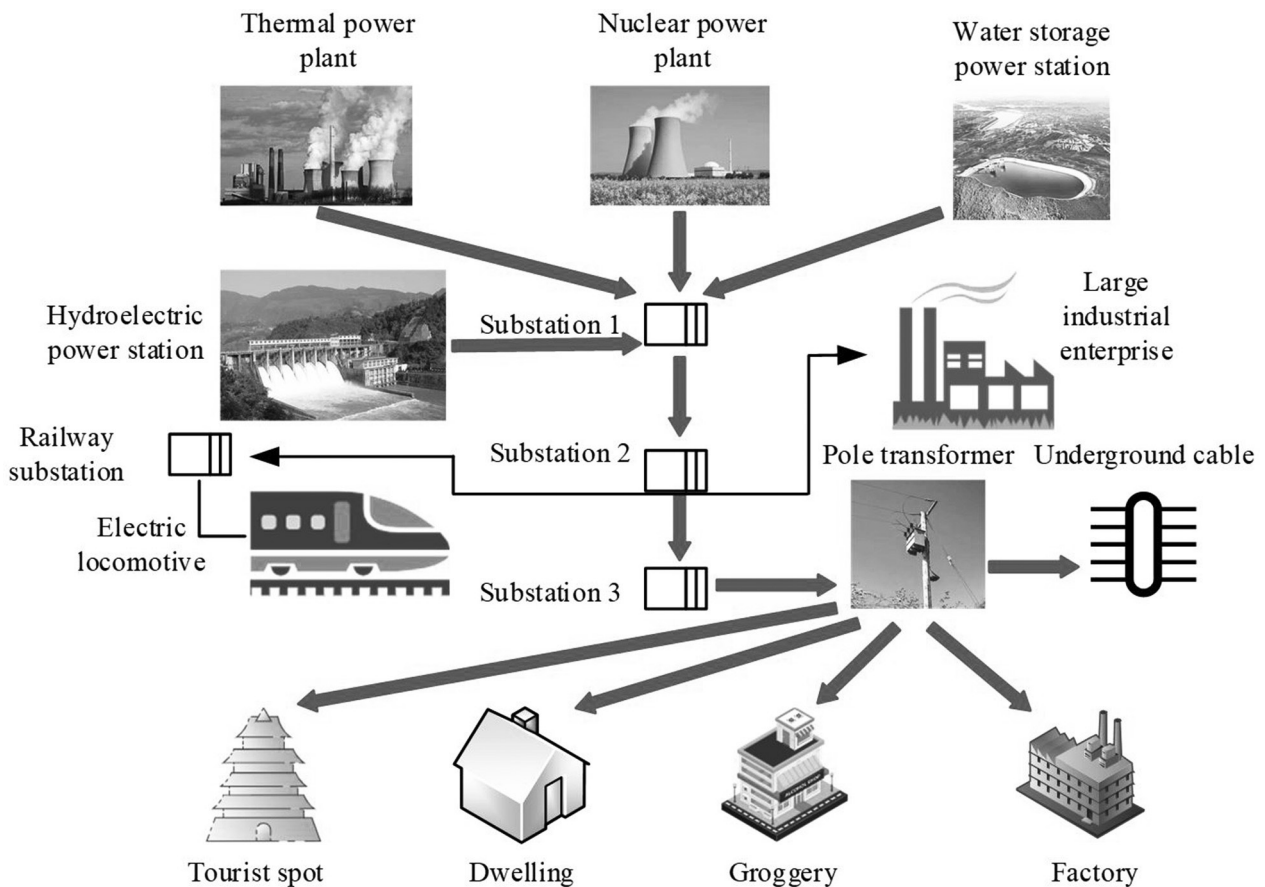 Thermal power
plant
Nuclear power
plant
Water storage
power station
Hydroelectric
power station
Substation 1
Large
industrial
enterprise
Railway
substation
Substation 2
Pole transformer
Underground cable
Electric
locomotive
Substation 3
Tourist spot
Dwelling
Groggery
Factory